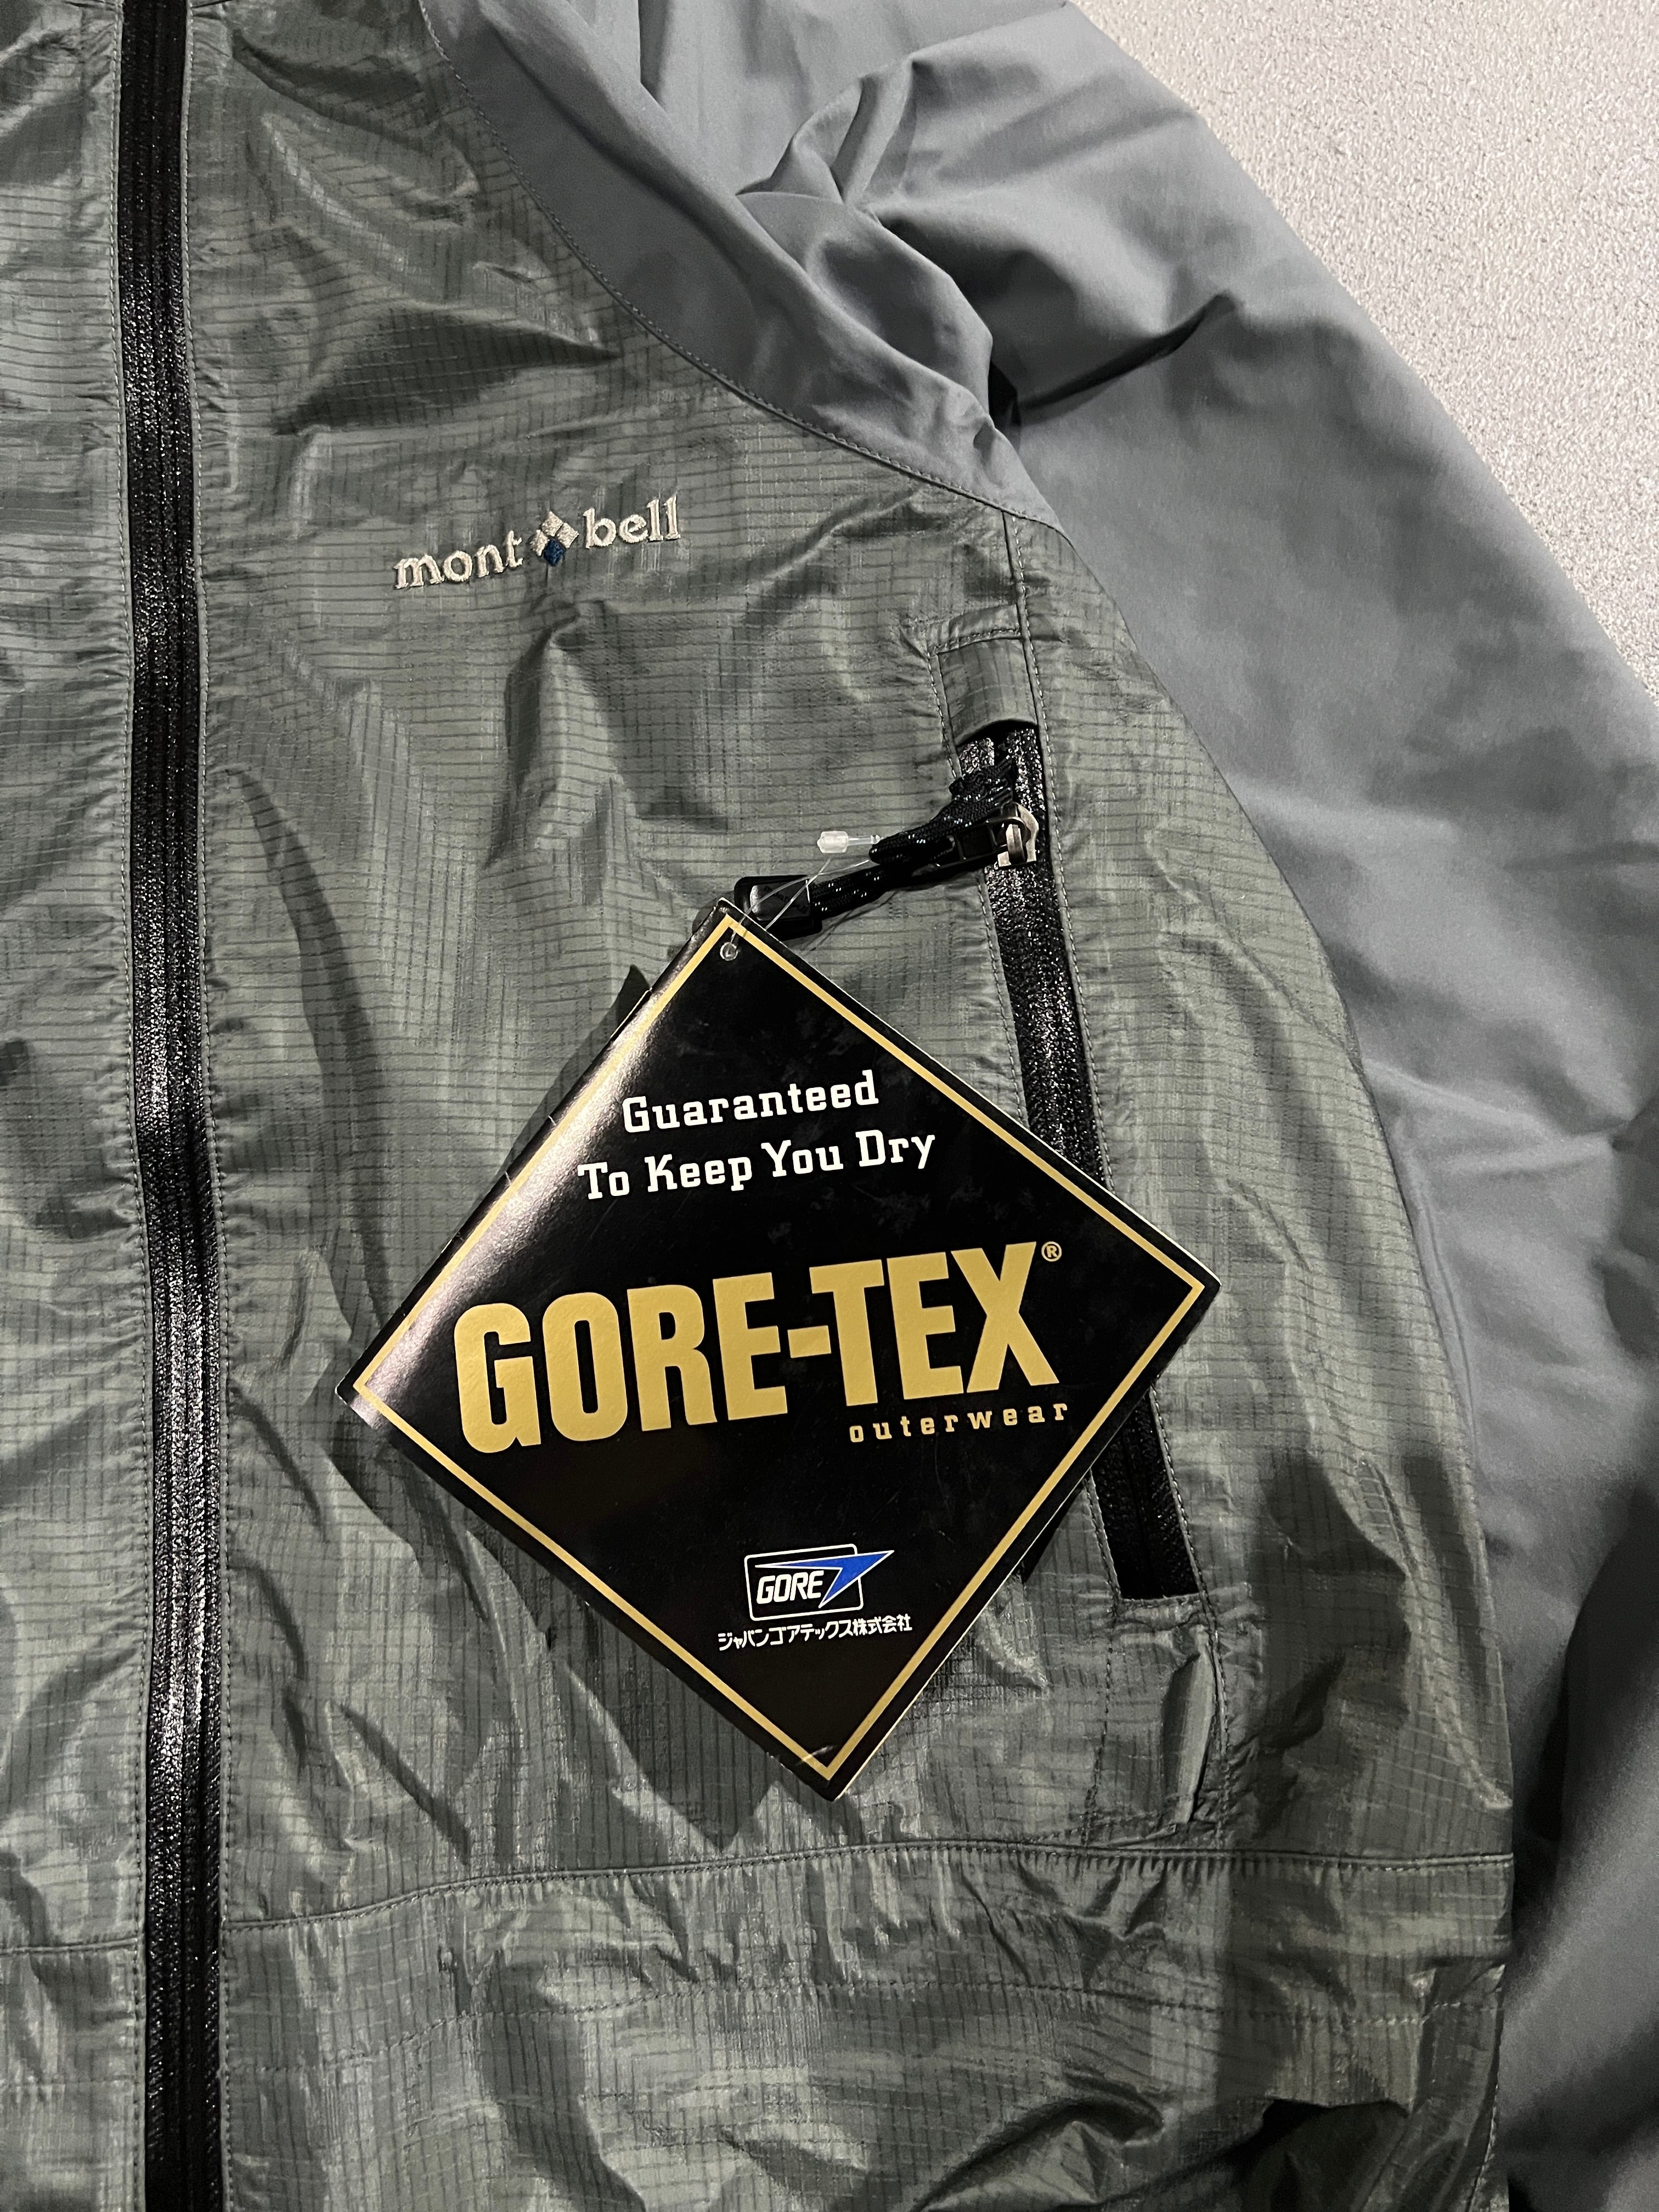 mont bell
Guaranteed
To Keep You Dry
GORE-TEX®
outerwear
GORE
ジャパンゴアテックス株式会社